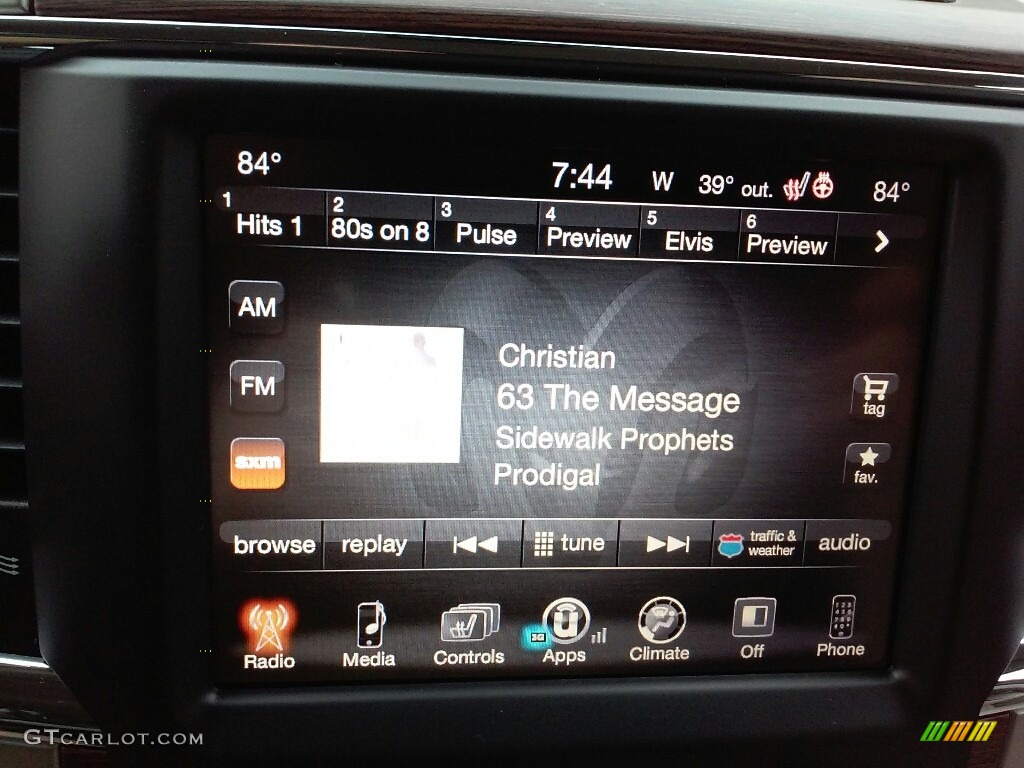 84° 7:44 W 39° out. 84°
1 Hits 1 2 80s on 8 3 Pulse 4 Preview 5 Elvis 6 Preview
AM
FM
sxm
Christian
63 The Message
Sidewalk Prophets
Prodigal
tag
fav.
browse replay tune traffic & weather audio
3G
Radio Media Controls Apps Climate Off Phone
GTCARLOT.COM